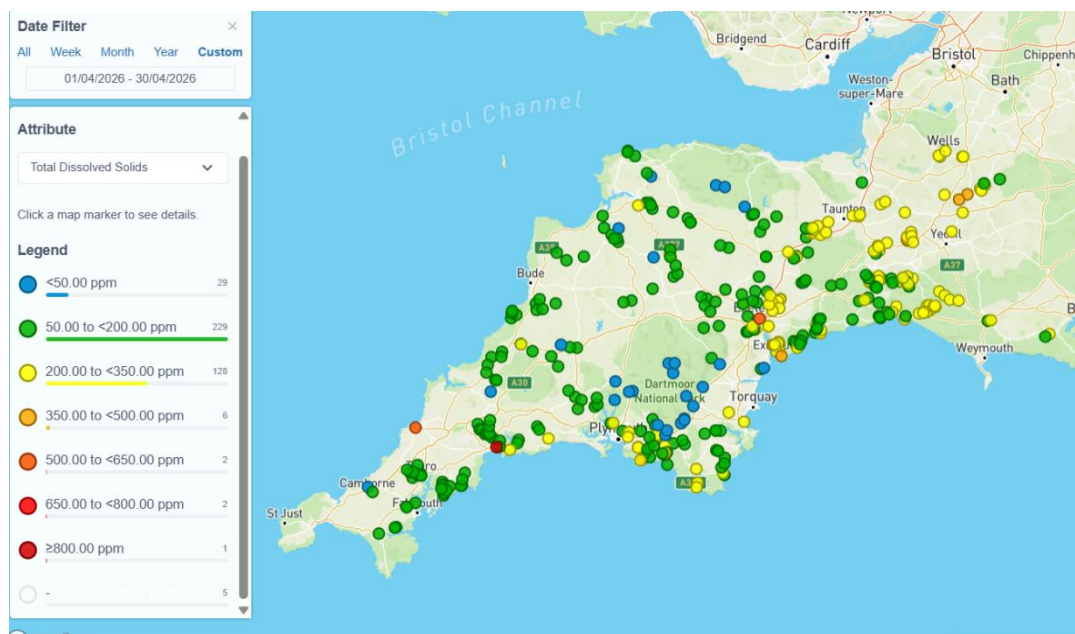 Date Filter ×
All Week Month Year Custom
01/04/2026 - 30/04/2026
Attribute
Total Dissolved Solids
Click a map marker to see details.
Legend
<50.00 ppm 29
50.00 to <200.00 ppm 229
200.00 to <350.00 ppm 128
350.00 to <500.00 ppm 6
500.00 to <650.00 ppm 2
650.00 to <800.00 ppm 2
≥800.00 ppm 1
- 5
Newport
Bridgend
Cardiff
Bristol
Chippenh
Weston-
super-Mare
Bath
Bristol Channel
Wells
Taunton
A39
Yeovil
A37
Bude
Weymouth
A30
Dartmoor
National Park
Torquay
Camborne
Falmouth
St Just